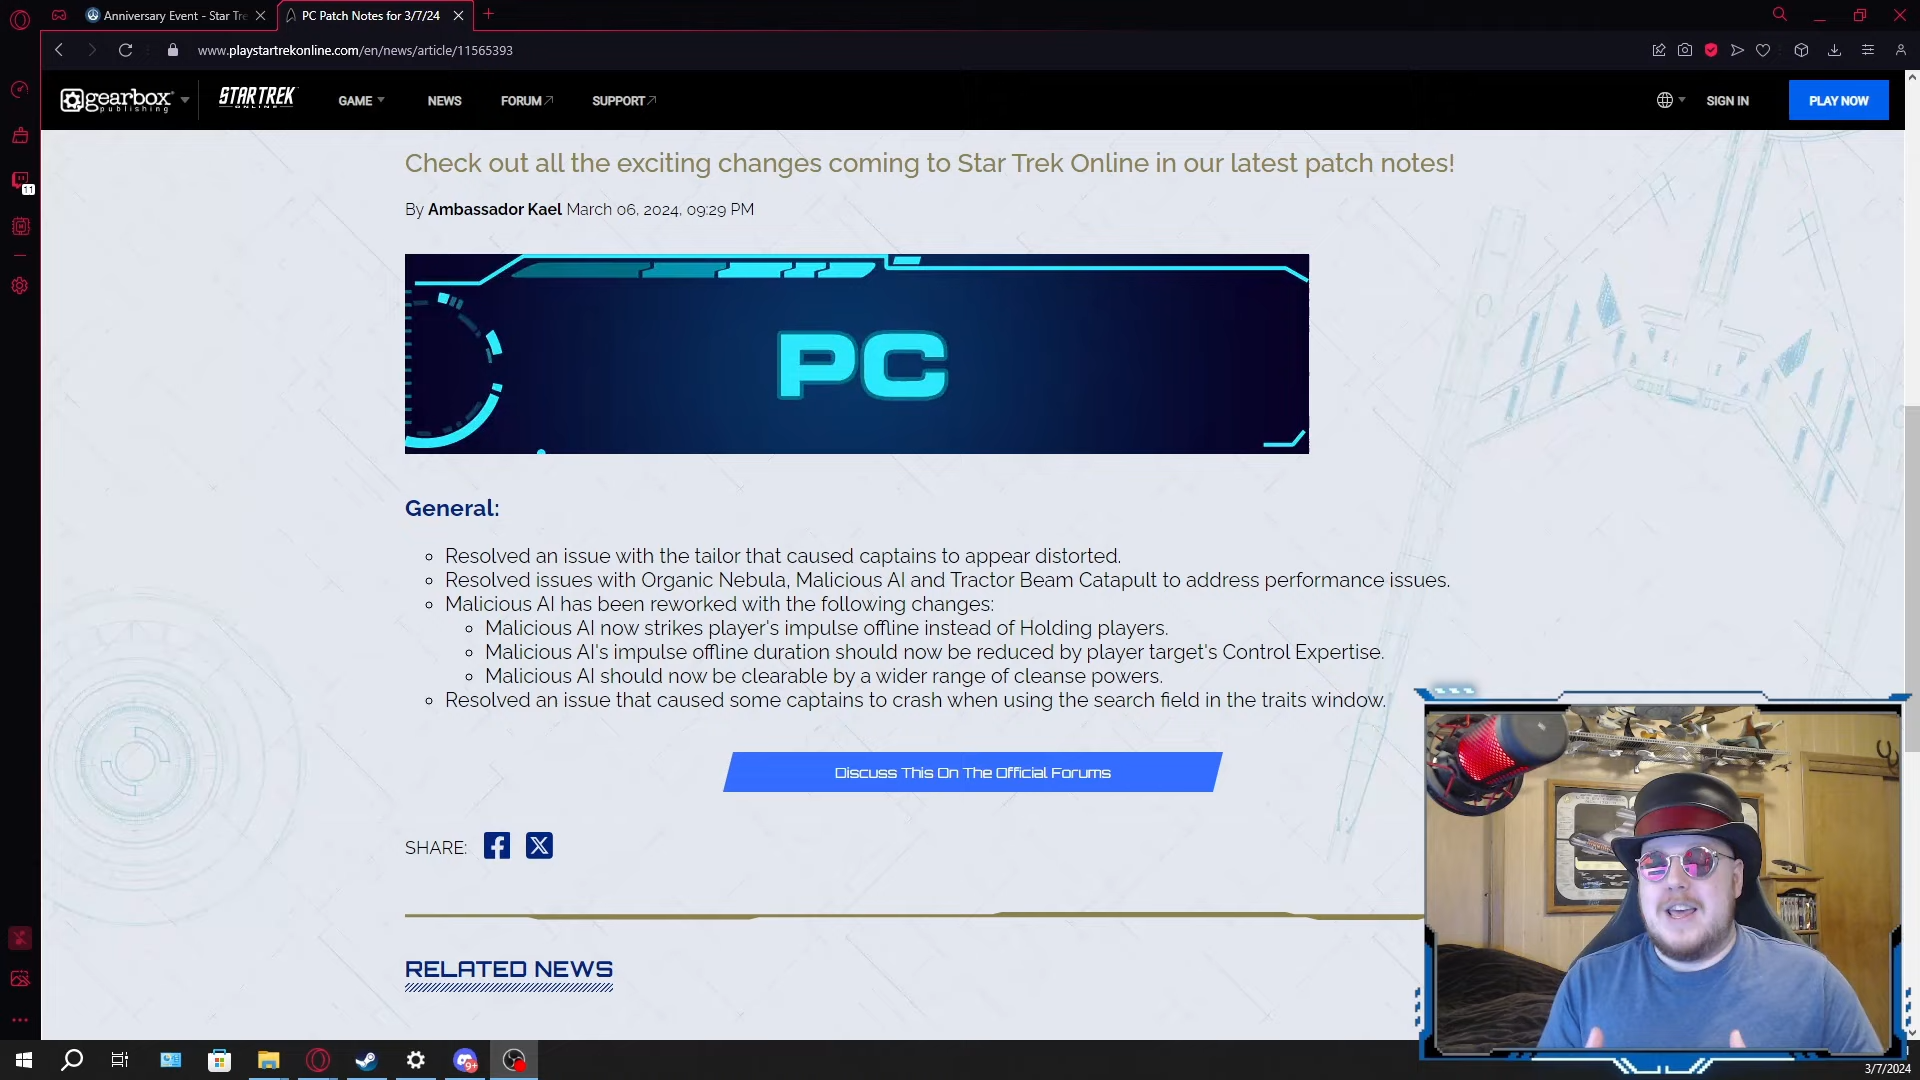 Anniversary Event - Star Tre
PC Patch Notes for 3/7/24
www.playstartrekonline.com/en/news/article/11565393
gearbox
publishing
STAR TREK
ONLINE
GAME
NEWS
FORUM
SUPPORT
SIGN IN
PLAY NOW
Check out all the exciting changes coming to Star Trek Online in our latest patch notes!
By Ambassador Kael March 06, 2024, 09:29 PM
PC
General:
Resolved an issue with the tailor that caused captains to appear distorted.
Resolved issues with Organic Nebula, Malicious AI and Tractor Beam Catapult to address performance issues.
Malicious AI has been reworked with the following changes:
Malicious AI now strikes player's impulse offline instead of Holding players.
Malicious AI's impulse offline duration should now be reduced by player target's Control Expertise.
Malicious AI should now be clearable by a wider range of cleanse powers.
Resolved an issue that caused some captains to crash when using the search field in the traits window.
Discuss This On The Official Forums
SHARE:
RELATED NEWS
11
9+
3/7/2024